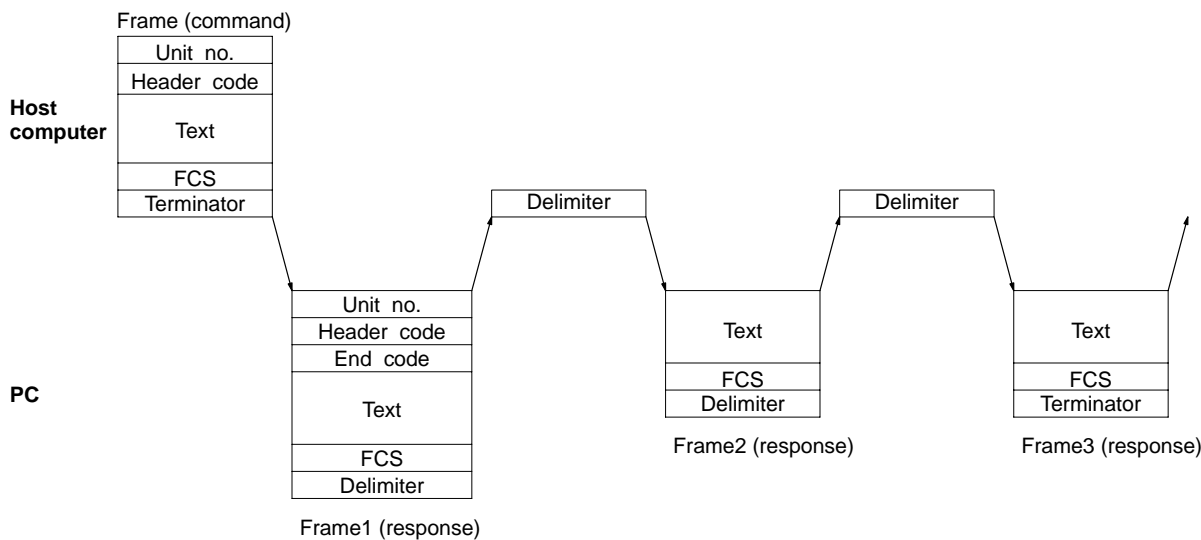 Frame (command)
Unit no.
Header code
Host
computer
Text
FCS
Terminator
Delimiter
Delimiter
PC
Unit no.
Header code
End code
Text
FCS
Delimiter
Frame1 (response)
Text
FCS
Delimiter
Frame2 (response)
Text
FCS
Terminator
Frame3 (response)